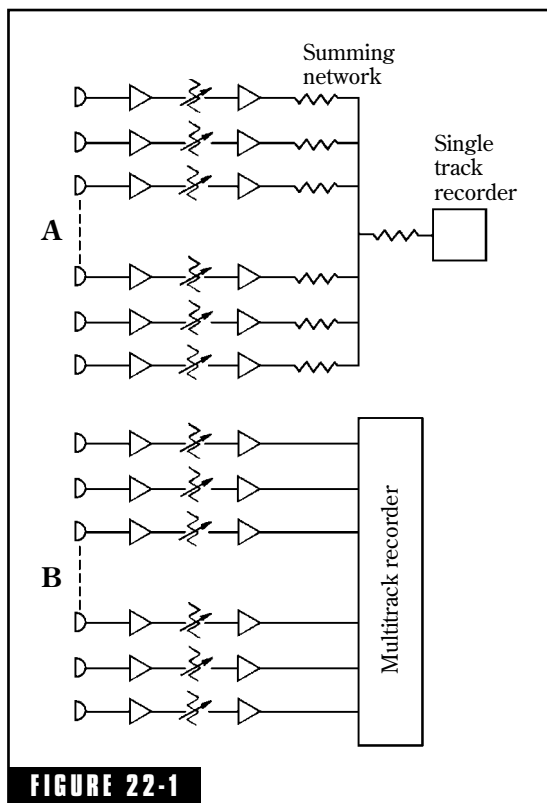 Summing
network
Single
track
recorder
A
B
Multitrack recorder
FIGURE 22-1